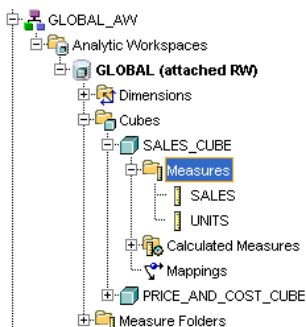 GLOBAL_AW
Analytic Workspaces
GLOBAL (attached RW)
Dimensions
Cubes
SALES_CUBE
Measures
SALES
UNITS
Calculated Measures
Mappings
PRICE_AND_COST_CUBE
Measure Folders